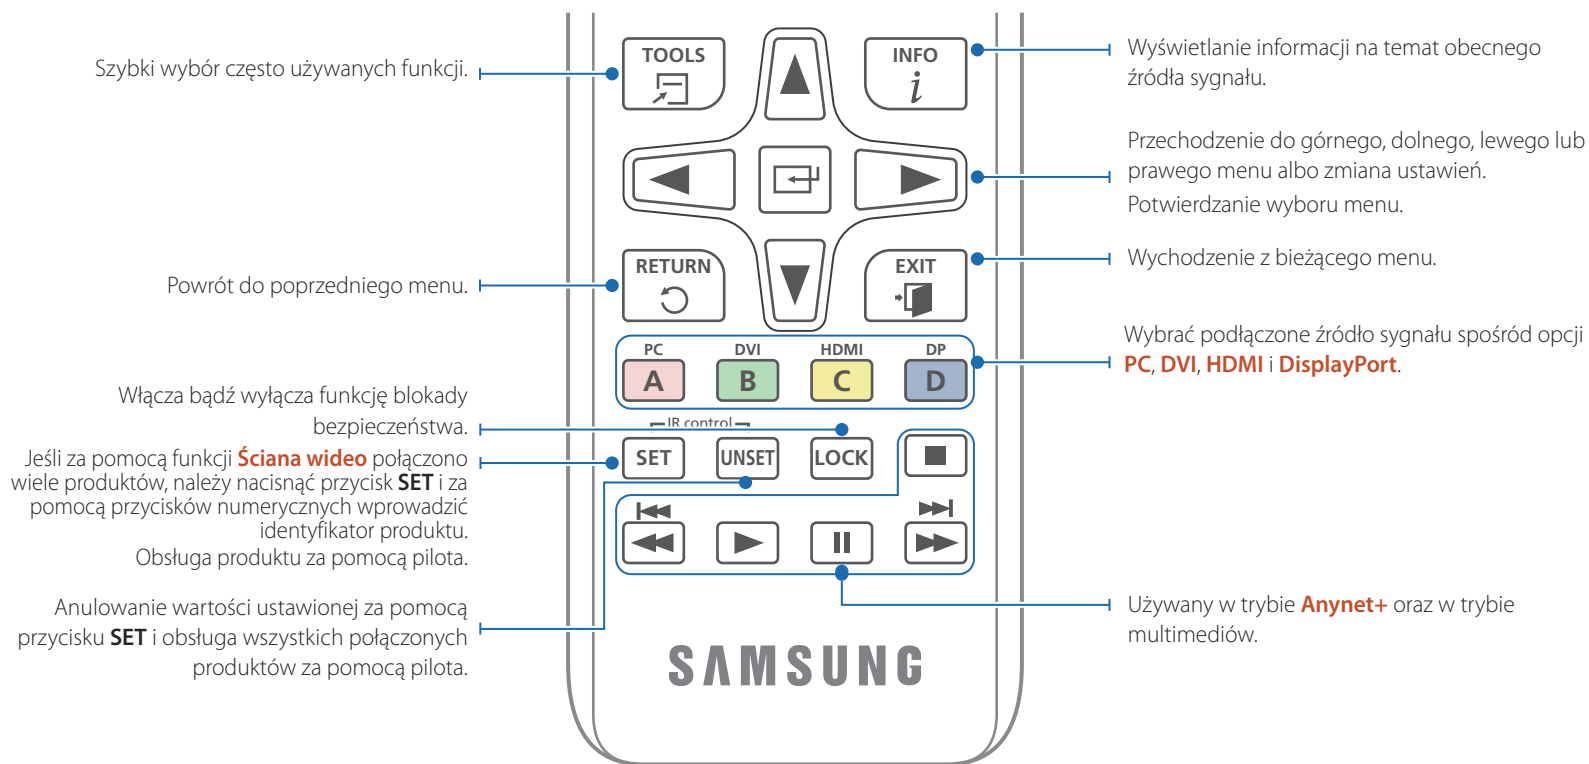 Szybki wybór często używanych funkcji.
Powrót do poprzedniego menu.
Włącza bądź wyłącza funkcję blokady
bezpieczeństwa.
Jeśli za pomocą funkcji Ściana wideo połączono
wiele produktów, należy nacisnąć przycisk SET i za
pomocą przycisków numerycznych wprowadzić
identyfikator produktu.
Obsługa produktu za pomocą pilota.
Anulowanie wartości ustawionej za pomocą
przycisku SET i obsługa wszystkich połączonych
produktów za pomocą pilota.
TOOLS
INFO
i
RETURN
EXIT
PC DVI HDMI DP
A B C D
IR control
SET UNSET LOCK
SAMSUNG
Wyświetlanie informacji na temat obecnego
źródła sygnału.
Przechodzenie do górnego, dolnego, lewego lub
prawego menu albo zmiana ustawień.
Potwierdzanie wyboru menu.
Wychodzenie z bieżącego menu.
Wybrać podłączone źródło sygnału spośród opcji
PC, DVI, HDMI i DisplayPort.
Używany w trybie Anynet+ oraz w trybie
multimediów.